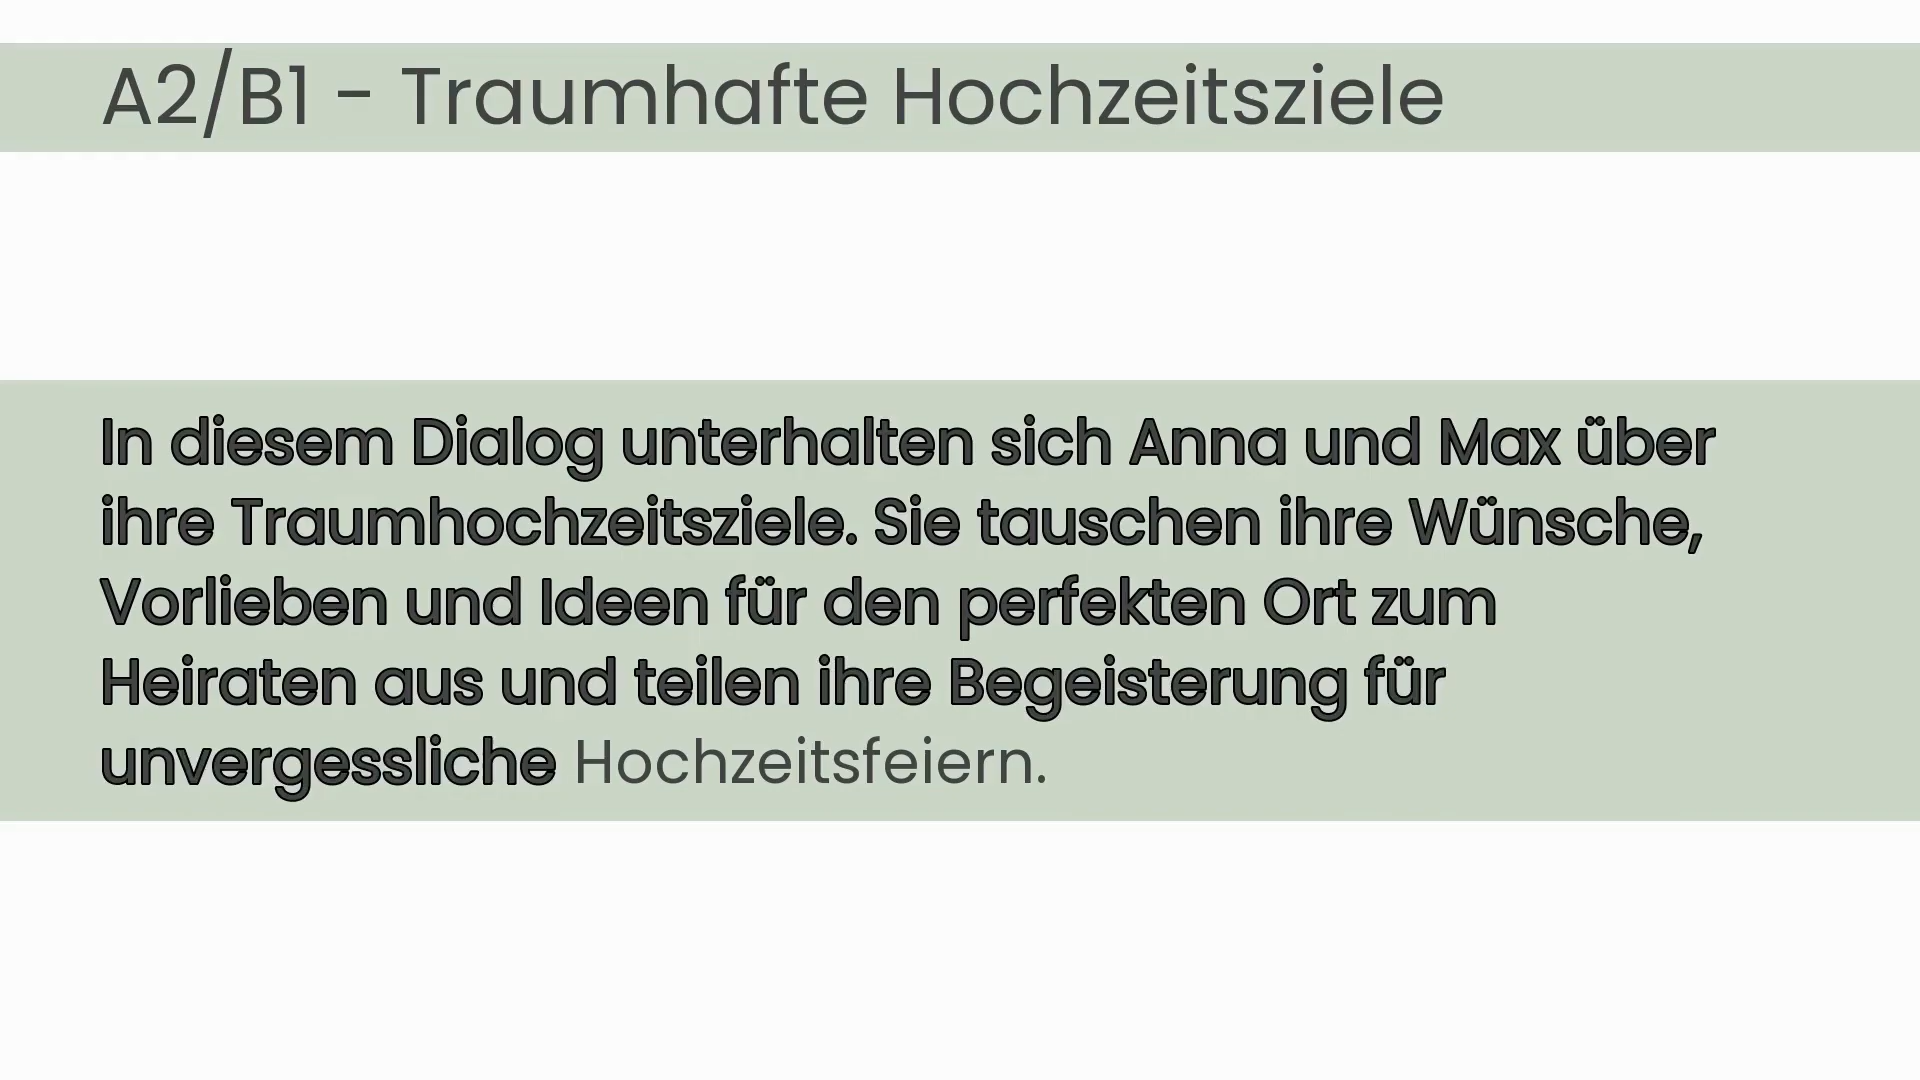 A2/B1 - Traumhafte Hochzeitsziele
In diesem Dialog unterhalten sich Anna und Max über
ihre Traumhochzeitsziele. Sie tauschen ihre Wünsche,
Vorlieben und Ideen für den perfekten Ort zum
Heiraten aus und teilen ihre Begeisterung für
unvergessliche Hochzeitsfeiern.